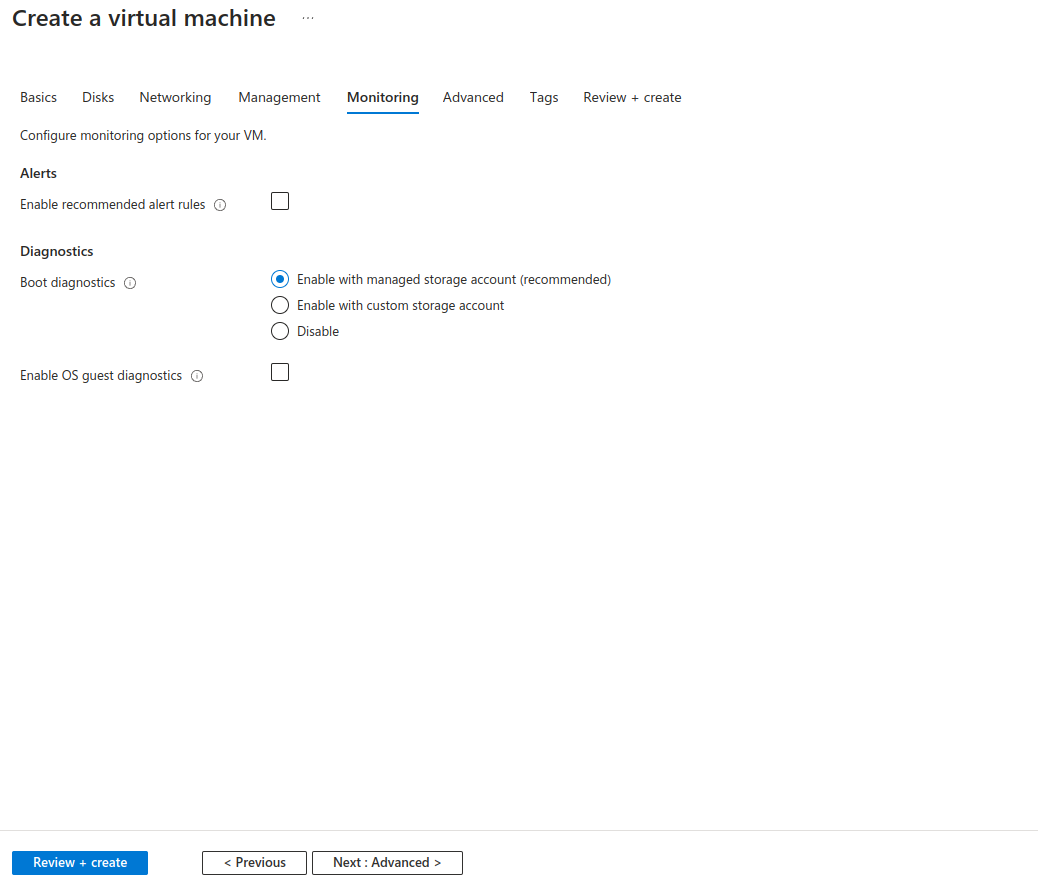 Create a virtual machine ...
Basics Disks Networking Management Monitoring Advanced Tags Review + create
Configure monitoring options for your VM.
Alerts
Enable recommended alert rules
Diagnostics
Boot diagnostics
Enable with managed storage account (recommended)
Enable with custom storage account
Disable
Enable OS guest diagnostics
Review + create < Previous Next : Advanced >